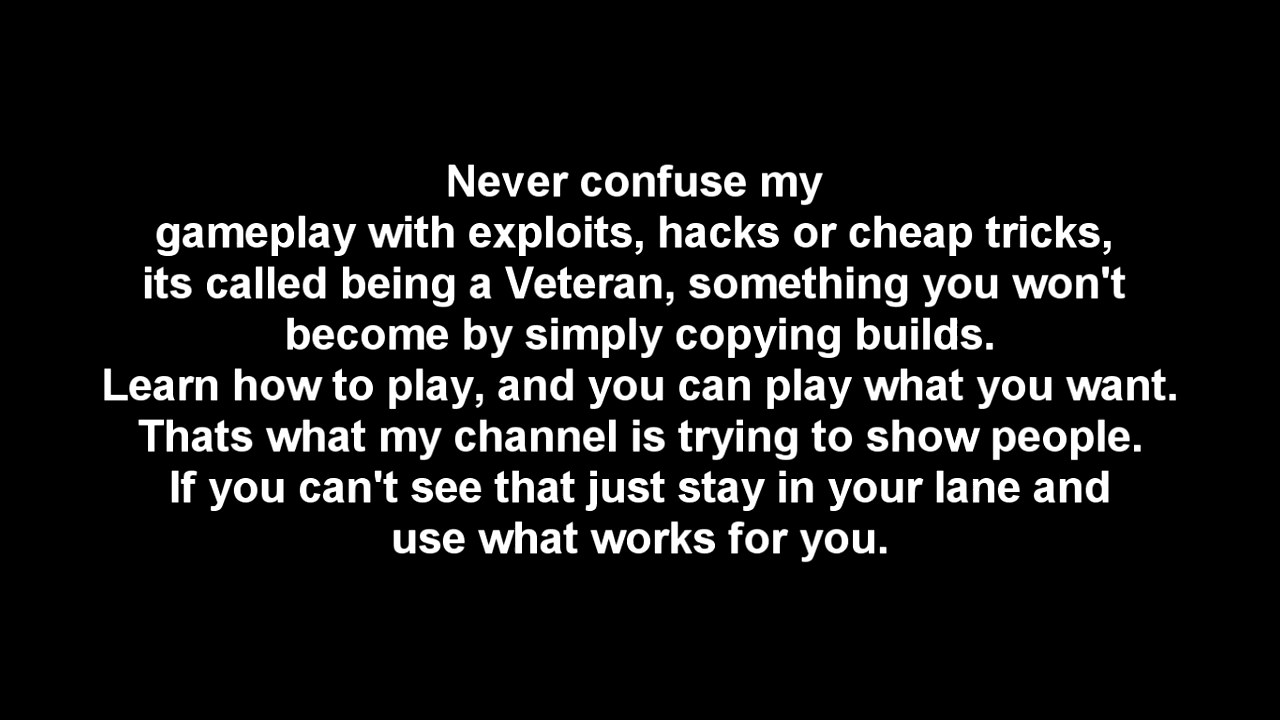 Never confuse my
gameplay with exploits, hacks or cheap tricks,
its called being a Veteran, something you won't
become by simply copying builds.
Learn how to play, and you can play what you want.
Thats what my channel is trying to show people.
If you can't see that just stay in your lane and
use what works for you.